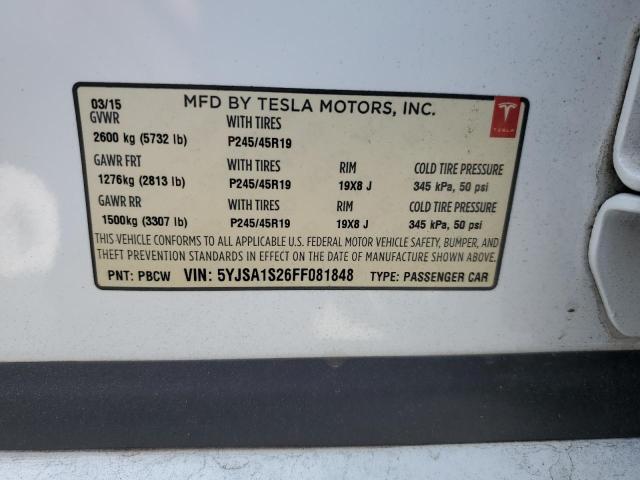 03/15 MFD BY TESLA MOTORS, INC.
GVWR WITH TIRES
2600 kg (5732 lb) P245/45R19
TESLA
GAWR FRT WITH TIRES RIM COLD TIRE PRESSURE
1276kg (2813 lb) P245/45R19 19X8 J 345 kPa, 50 psi
GAWR RR WITH TIRES RIM COLD TIRE PRESSURE
1500kg (3307 lb) P245/45R19 19X8 J 345 kPa, 50 psi
THIS VEHICLE CONFORMS TO ALL APPLICABLE U.S. FEDERAL MOTOR VEHICLE SAFETY, BUMPER, AND
THEFT PREVENTION STANDARDS IN EFFECT ON THE DATE OF MANUFACTURE SHOWN ABOVE.
PNT: PBCW VIN: 5YJSA1S26FF081848 TYPE: PASSENGER CAR